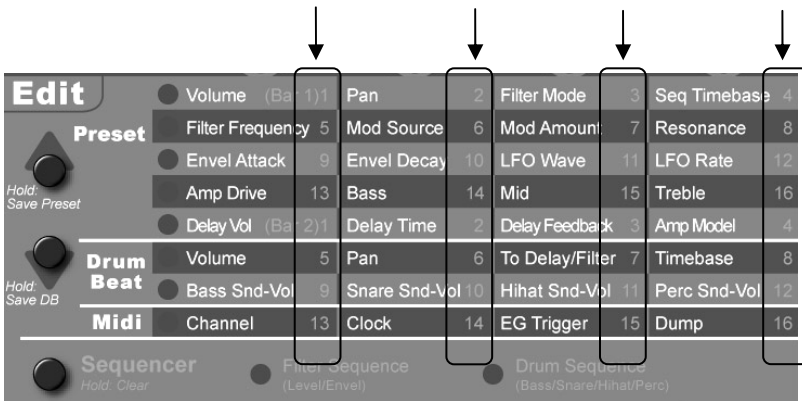 Edit
Volume (Bar 1)1 Pan 2 Filter Mode 3 Seq Timebase 4
Preset Filter Frequency 5 Mod Source 6 Mod Amount 7 Resonance 8
Envel Attack 9 Envel Decay 10 LFO Wave 11 LFO Rate 12
Hold: Amp Drive 13 Bass 14 Mid 15 Treble 16
Save Preset
Delay Vol (Bar 2)1 Delay Time 2 Delay Feedback 3 Amp Model 4
Drum Volume 5 Pan 6 To Delay/Filter 7 Timebase 8
Beat Bass Snd-Vol 9 Snare Snd-Vol 10 Hihat Snd-Vol 11 Perc Snd-Vol 12
Hold:
Save DB
Midi Channel 13 Clock 14 EG Trigger 15 Dump 16
Sequencer Filter Sequence Drum Sequence
Hold: Clear (Level/Envel) (Bass/Snare/Hihat/Perc)